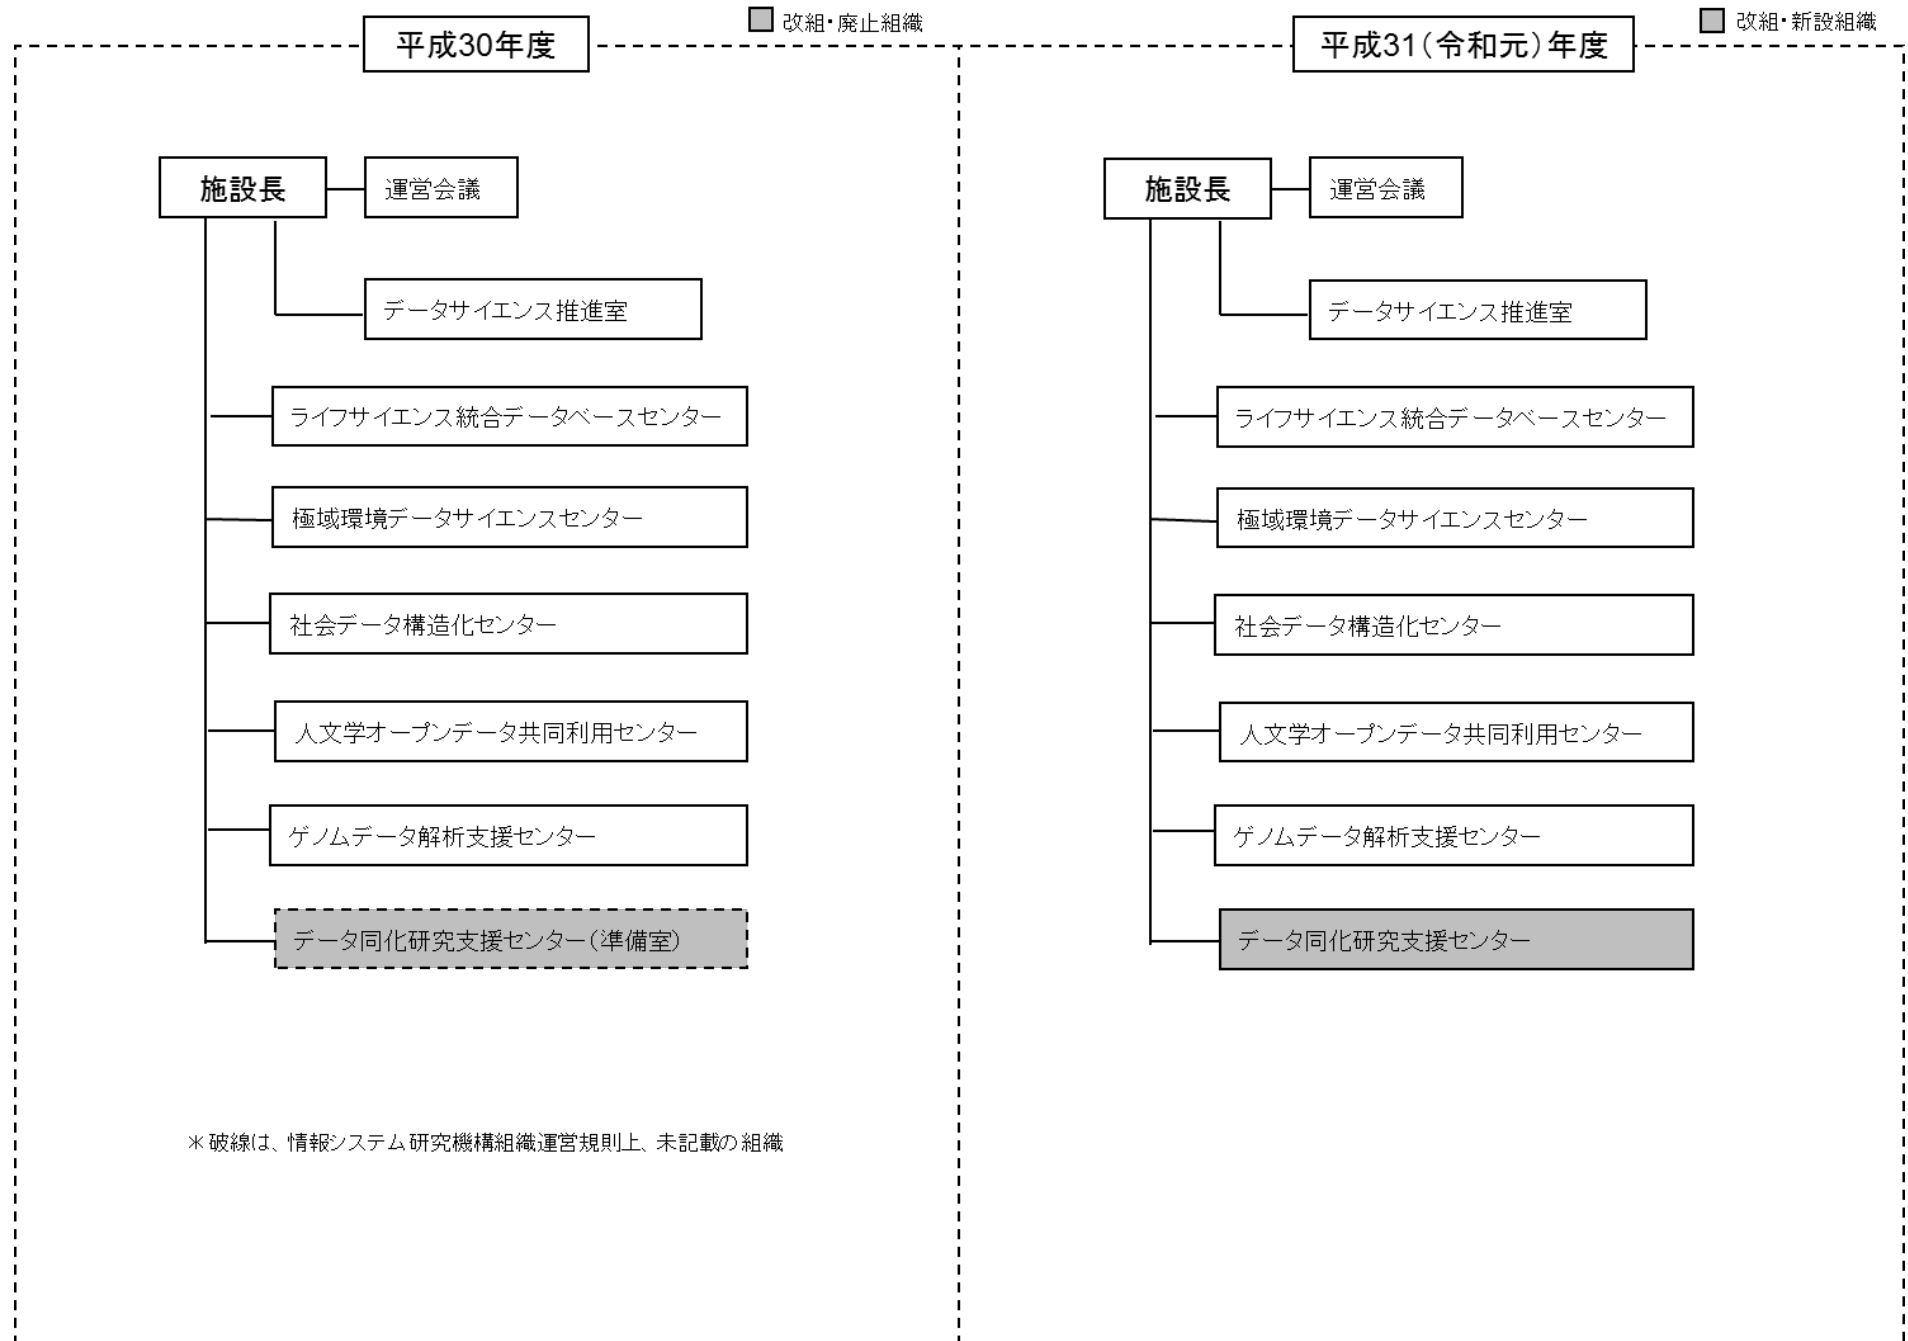 平成30年度
改組・廃止組織
施設長
運営会議
データサイエンス推進室
ライフサイエンス統合データベースセンター
極域環境データサイエンスセンター
社会データ構造化センター
人文学オープンデータ共同利用センター
ゲノムデータ解析支援センター
データ同化研究支援センター(準備室)
＊破線は、情報システム研究機構組織運営規則上、未記載の組織
平成31(令和元)年度
改組・新設組織
施設長
運営会議
データサイエンス推進室
ライフサイエンス統合データベースセンター
極域環境データサイエンスセンター
社会データ構造化センター
人文学オープンデータ共同利用センター
ゲノムデータ解析支援センター
データ同化研究支援センター